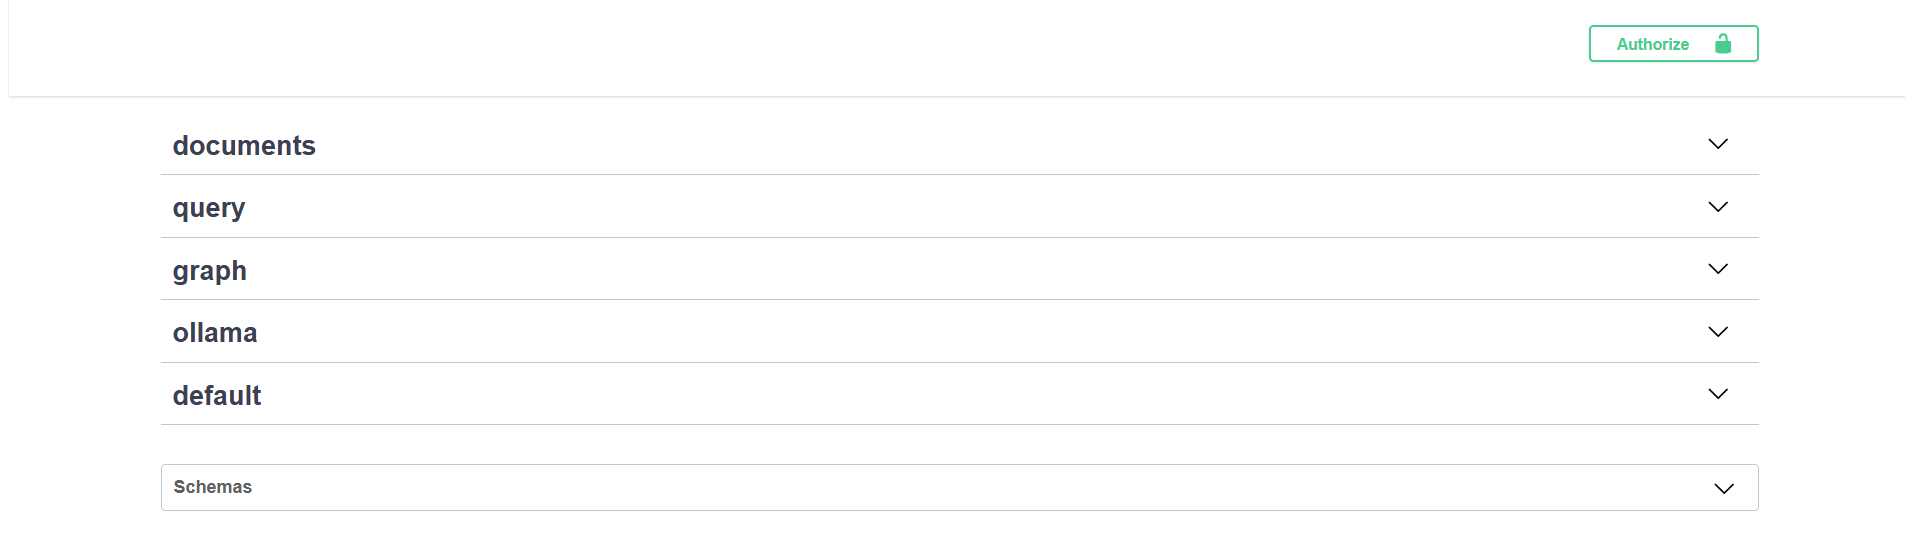 Authorize
documents
query
graph
ollama
default
Schemas